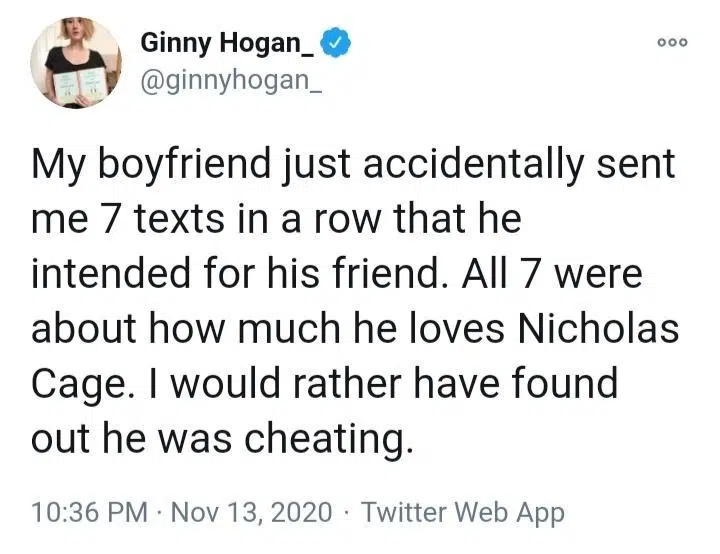 Ginny Hogan_
@ginnyhogan_
My boyfriend just accidentally sent
me 7 texts in a row that he
intended for his friend. All 7 were
about how much he loves Nicholas
Cage. I would rather have found
out he was cheating.
10:36 PM · Nov 13, 2020 · Twitter Web App